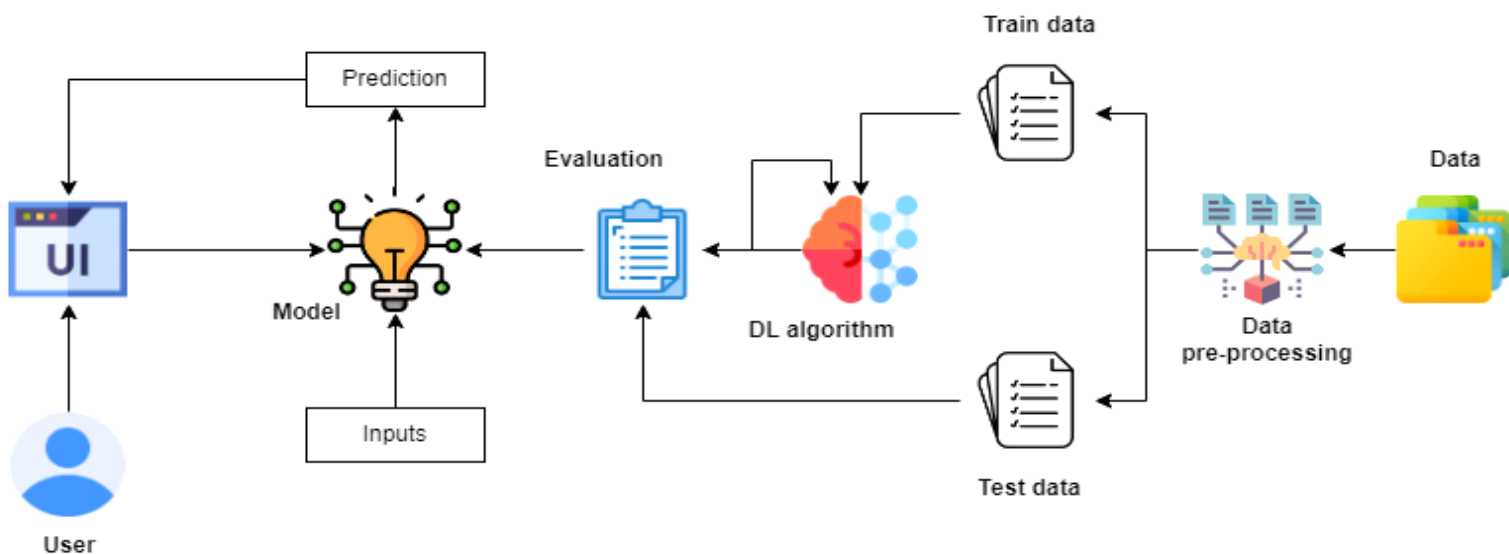 Train data
Prediction
Evaluation
Data
UI
Model
DL algorithm
Data
pre-processing
Inputs
Test data
User